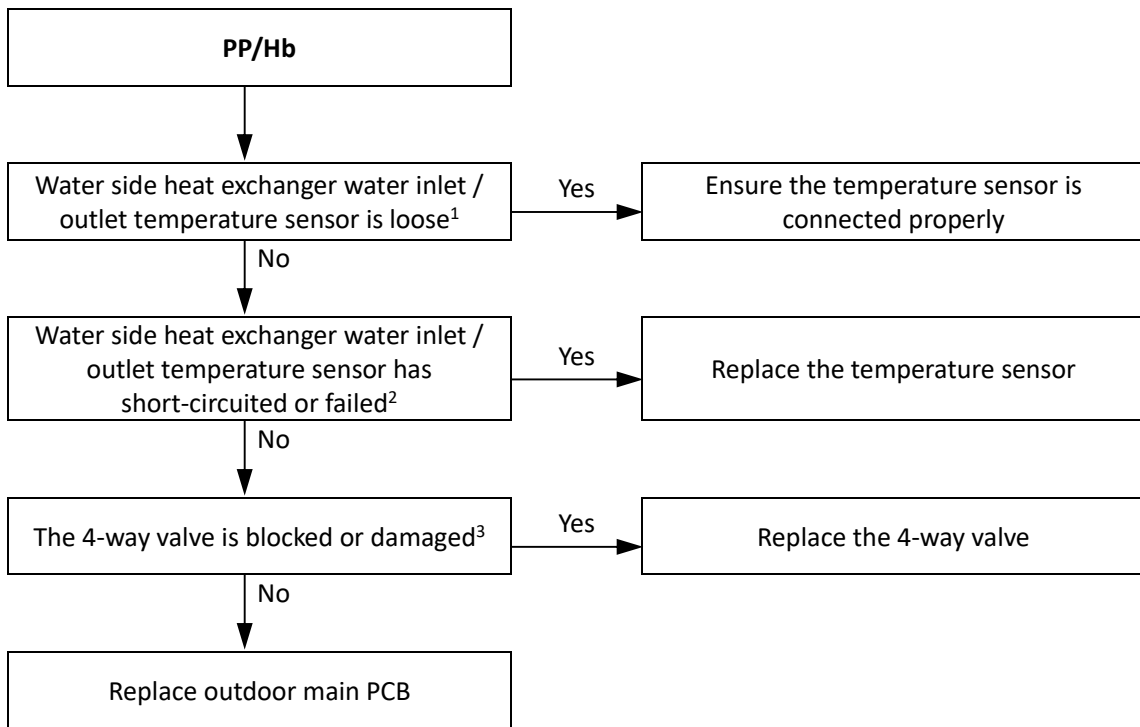 PP/Hb
Water side heat exchanger water inlet /
outlet temperature sensor is loose¹
Yes
Ensure the temperature sensor is
connected properly
No
Water side heat exchanger water inlet /
outlet temperature sensor has
short-circuited or failed²
Yes
Replace the temperature sensor
No
The 4-way valve is blocked or damaged³
Yes
Replace the 4-way valve
No
Replace outdoor main PCB